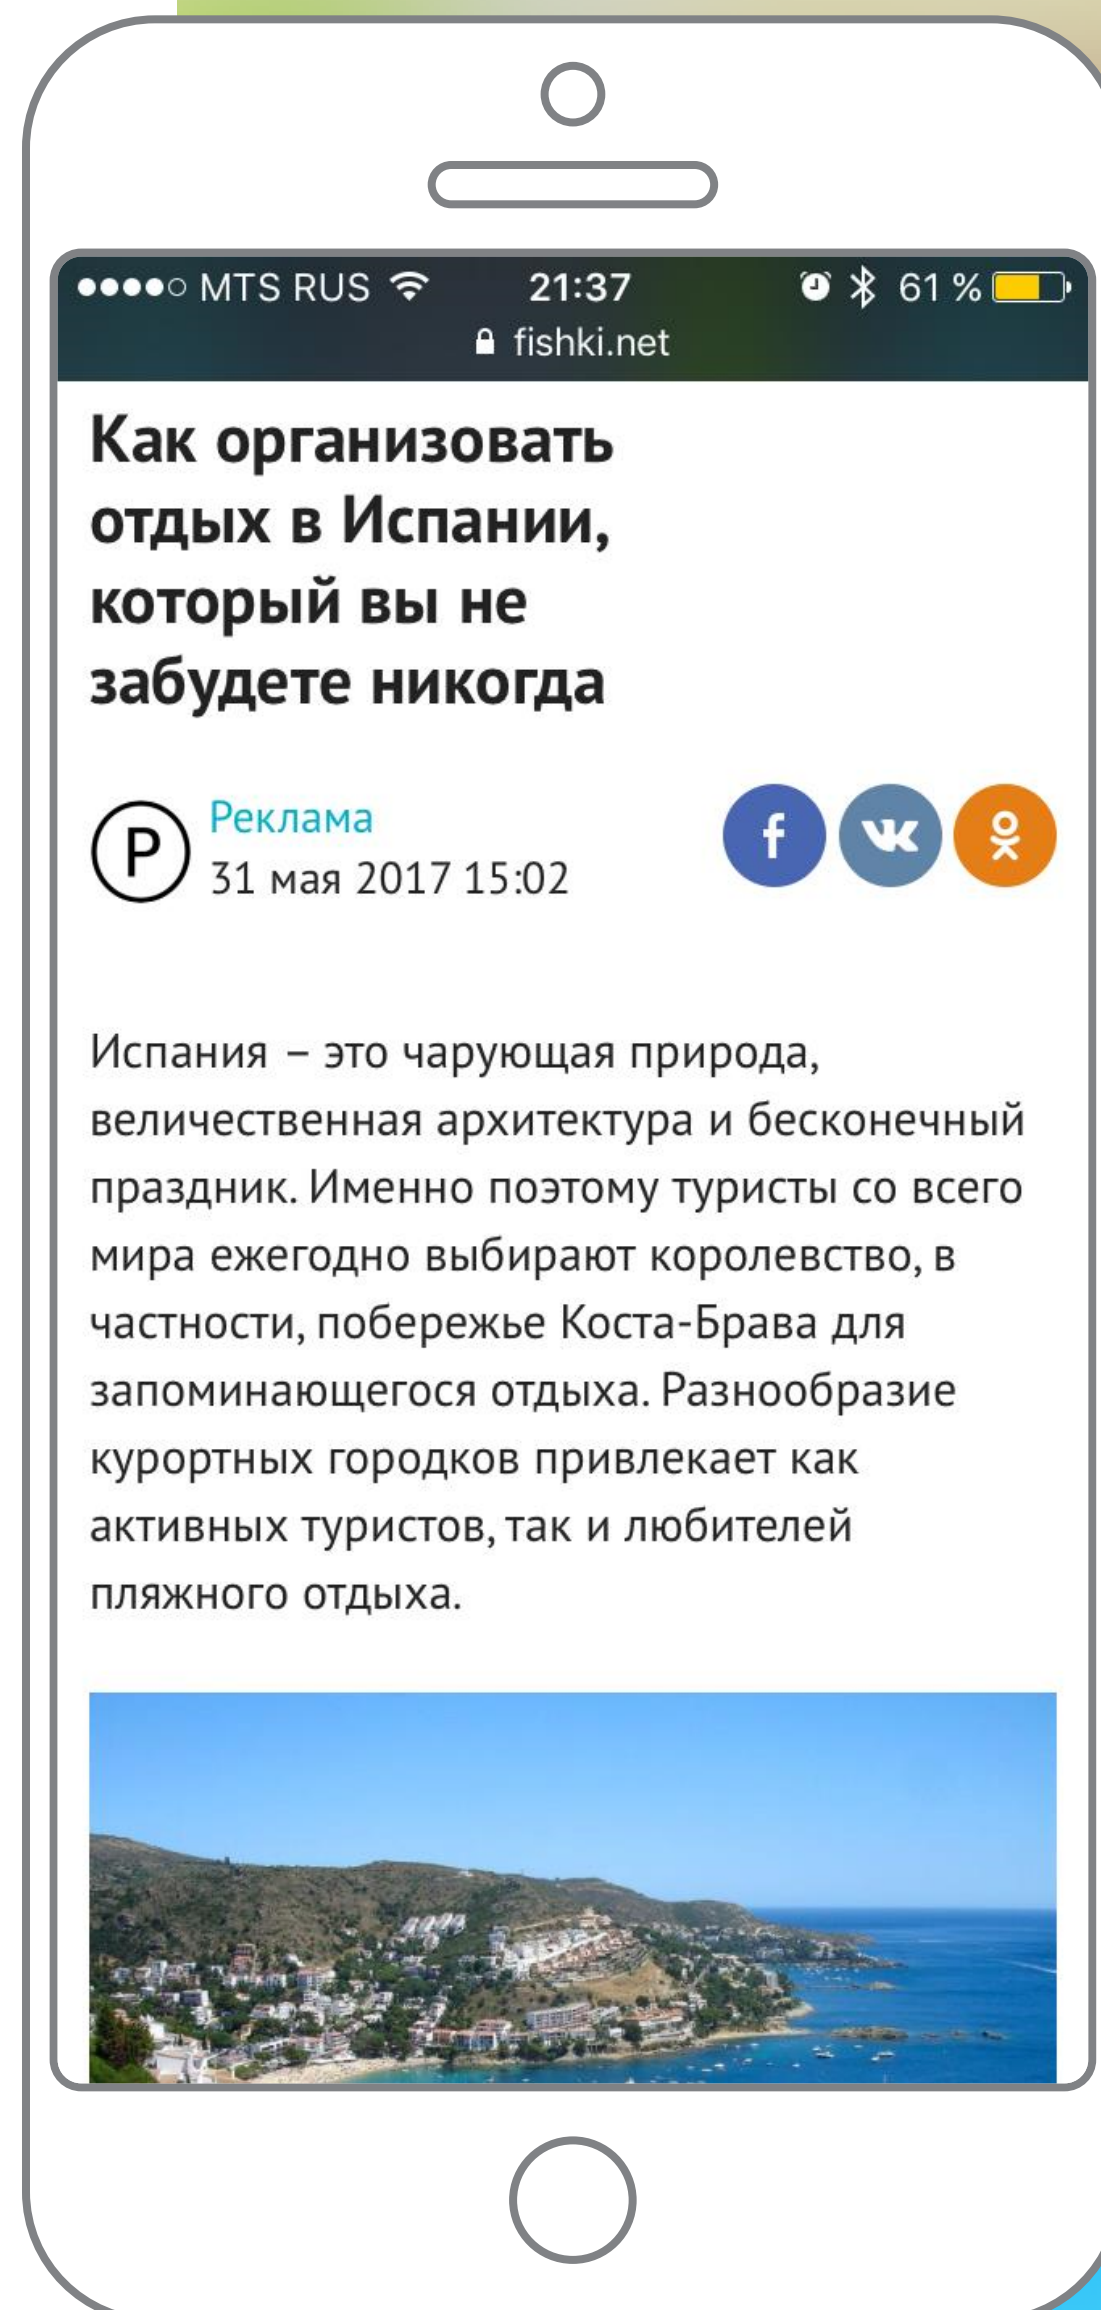 MTS RUS 21:37 61 %
fishki.net
Как организовать
отдых в Испании,
который вы не
забудете никогда
Р Реклама
31 мая 2017 15:02
Испания – это чарующая природа,
величественная архитектура и бесконечный
праздник. Именно поэтому туристы со всего
мира ежегодно выбирают королевство, в
частности, побережье Коста-Брава для
запоминающегося отдыха. Разнообразие
курортных городков привлекает как
активных туристов, так и любителей
пляжного отдыха.